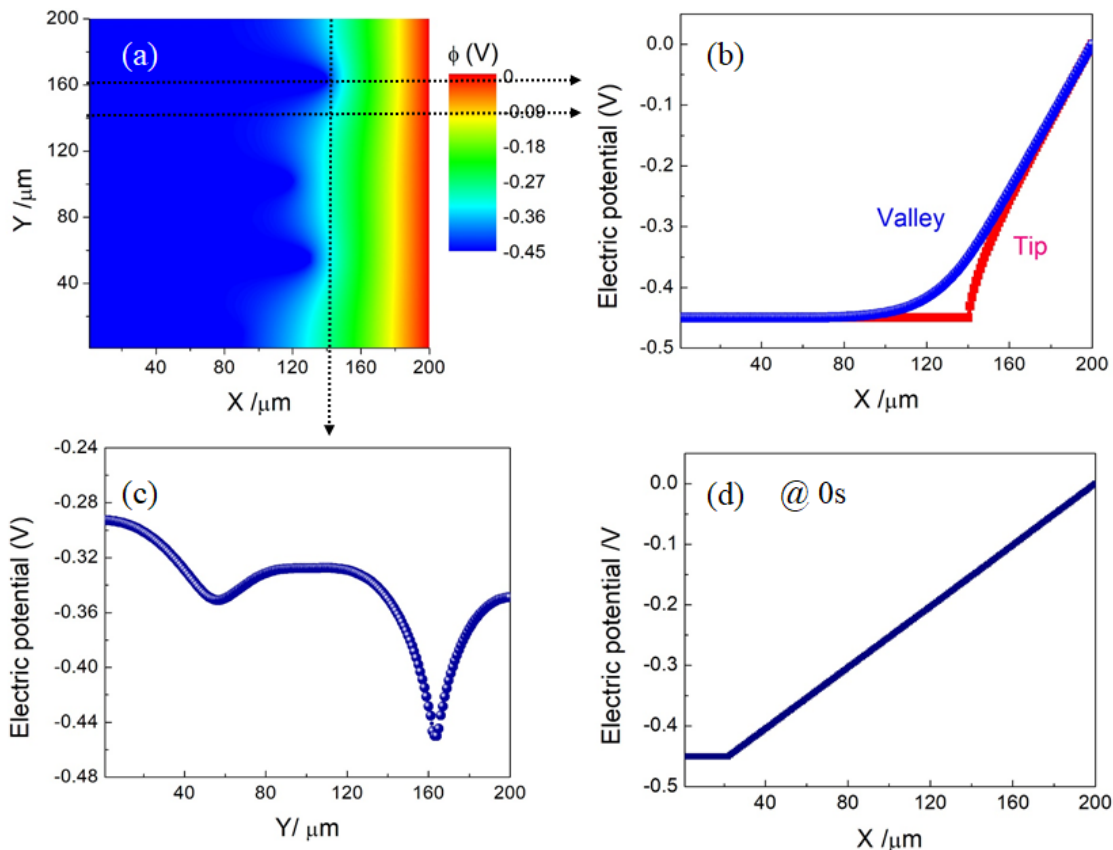 (a)
200
160
120
80
40
Y /μm
40 80 120 160 200
X /μm
ϕ (V)
0
-0.09
-0.18
-0.27
-0.36
-0.45
(b)
0.0
-0.1
-0.2
-0.3
-0.4
-0.5
Electric potential (V)
Valley
Tip
40 80 120 160 200
X /μm
(c)
-0.24
-0.28
-0.32
-0.36
-0.40
-0.44
-0.48
Electric potential (V)
40 80 120 160 200
Y/ μm
(d) @ 0s
0.0
-0.1
-0.2
-0.3
-0.4
-0.5
Electric potential /V
40 80 120 160 200
X /μm